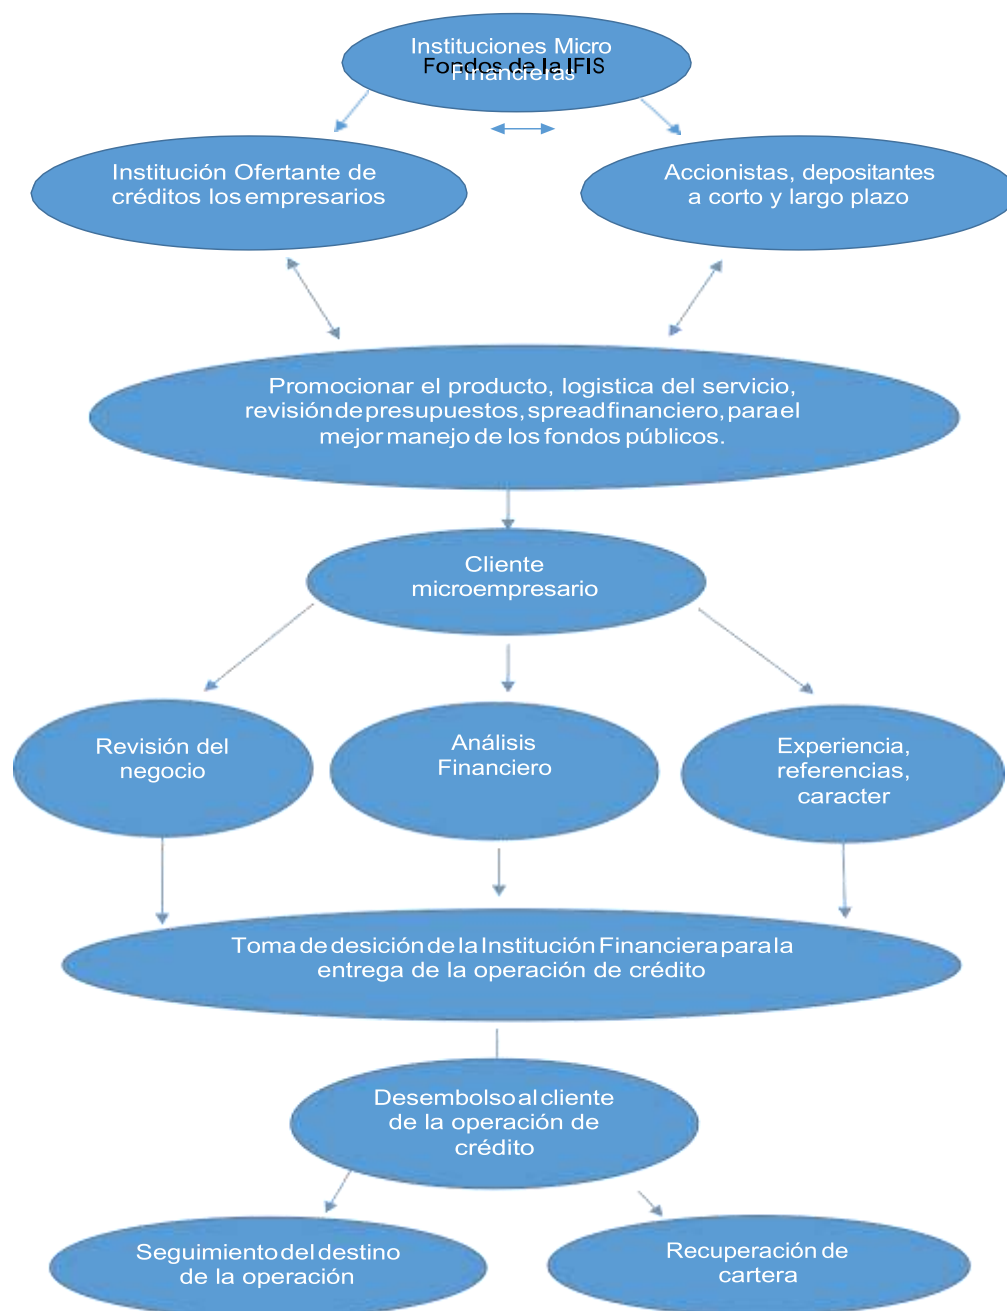 Instituciones Micro
Fondos de la IFIS
Financieras
Institución Ofertante de
créditos los empresarios
Accionistas, depositantes
a corto y largo plazo
Promocionar el producto, logistica del servicio,
revisión de presupuestos, spread financiero, para el
mejor manejo de los fondos públicos.
Cliente
microempresario
Revisión del
negocio
Análisis
Financiero
Experiencia,
referencias,
caracter
Toma de desición de la Institución Financiera para la
entrega de la operación de crédito
Desembolso al cliente
de la operación de
crédito
Seguimiento del destino
de la operación
Recuperación de
cartera